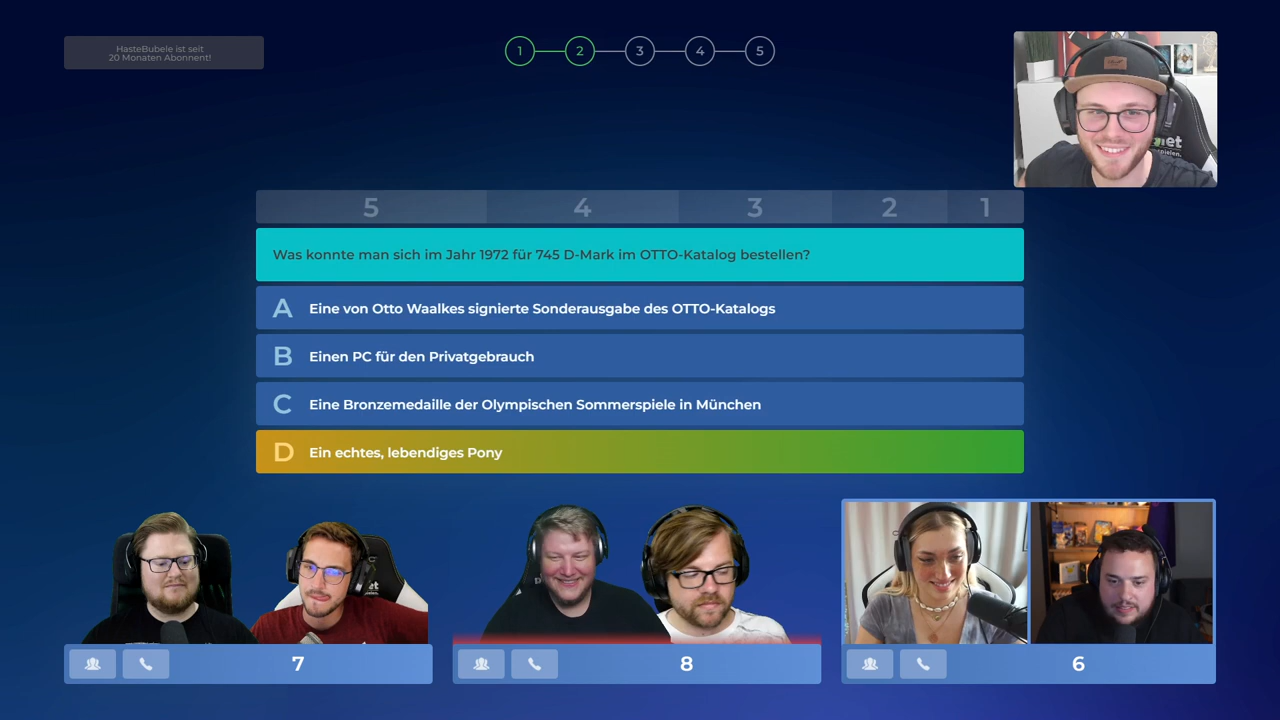 HasteBubele ist seit
20 Monaten Abonnent!
1 2 3 4 5
5 4 3 2 1
Was konnte man sich im Jahr 1972 für 745 D-Mark im OTTO-Katalog bestellen?
A Eine von Otto Waalkes signierte Sonderausgabe des OTTO-Katalogs
B Einen PC für den Privatgebrauch
C Eine Bronzemedaille der Olympischen Sommerspiele in München
D Ein echtes, lebendiges Pony
7 8 6